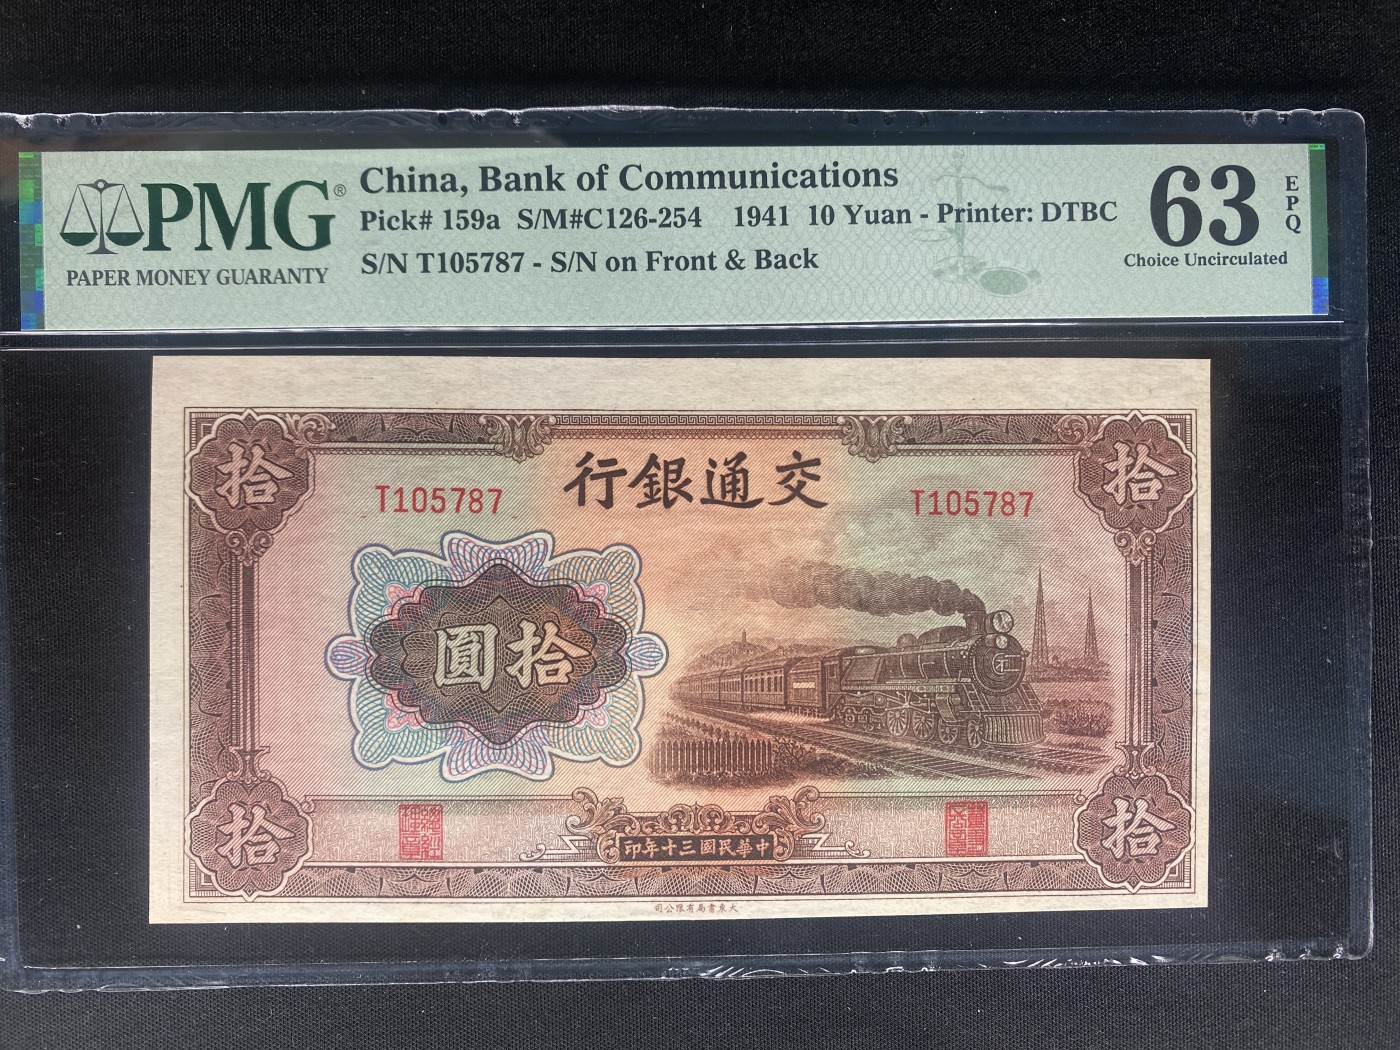 PMG®
PAPER MONEY GUARANTY
China, Bank of Communications
Pick# 159a S/M#C126-254 1941 10 Yuan - Printer: DTBC
S/N T105787 - S/N on Front & Back
63
EPQ
Choice Uncirculated
拾
拾
行銀通交
T105787
T105787
圓拾
拾
拾
印年十三國民華中
司公限有局書東大